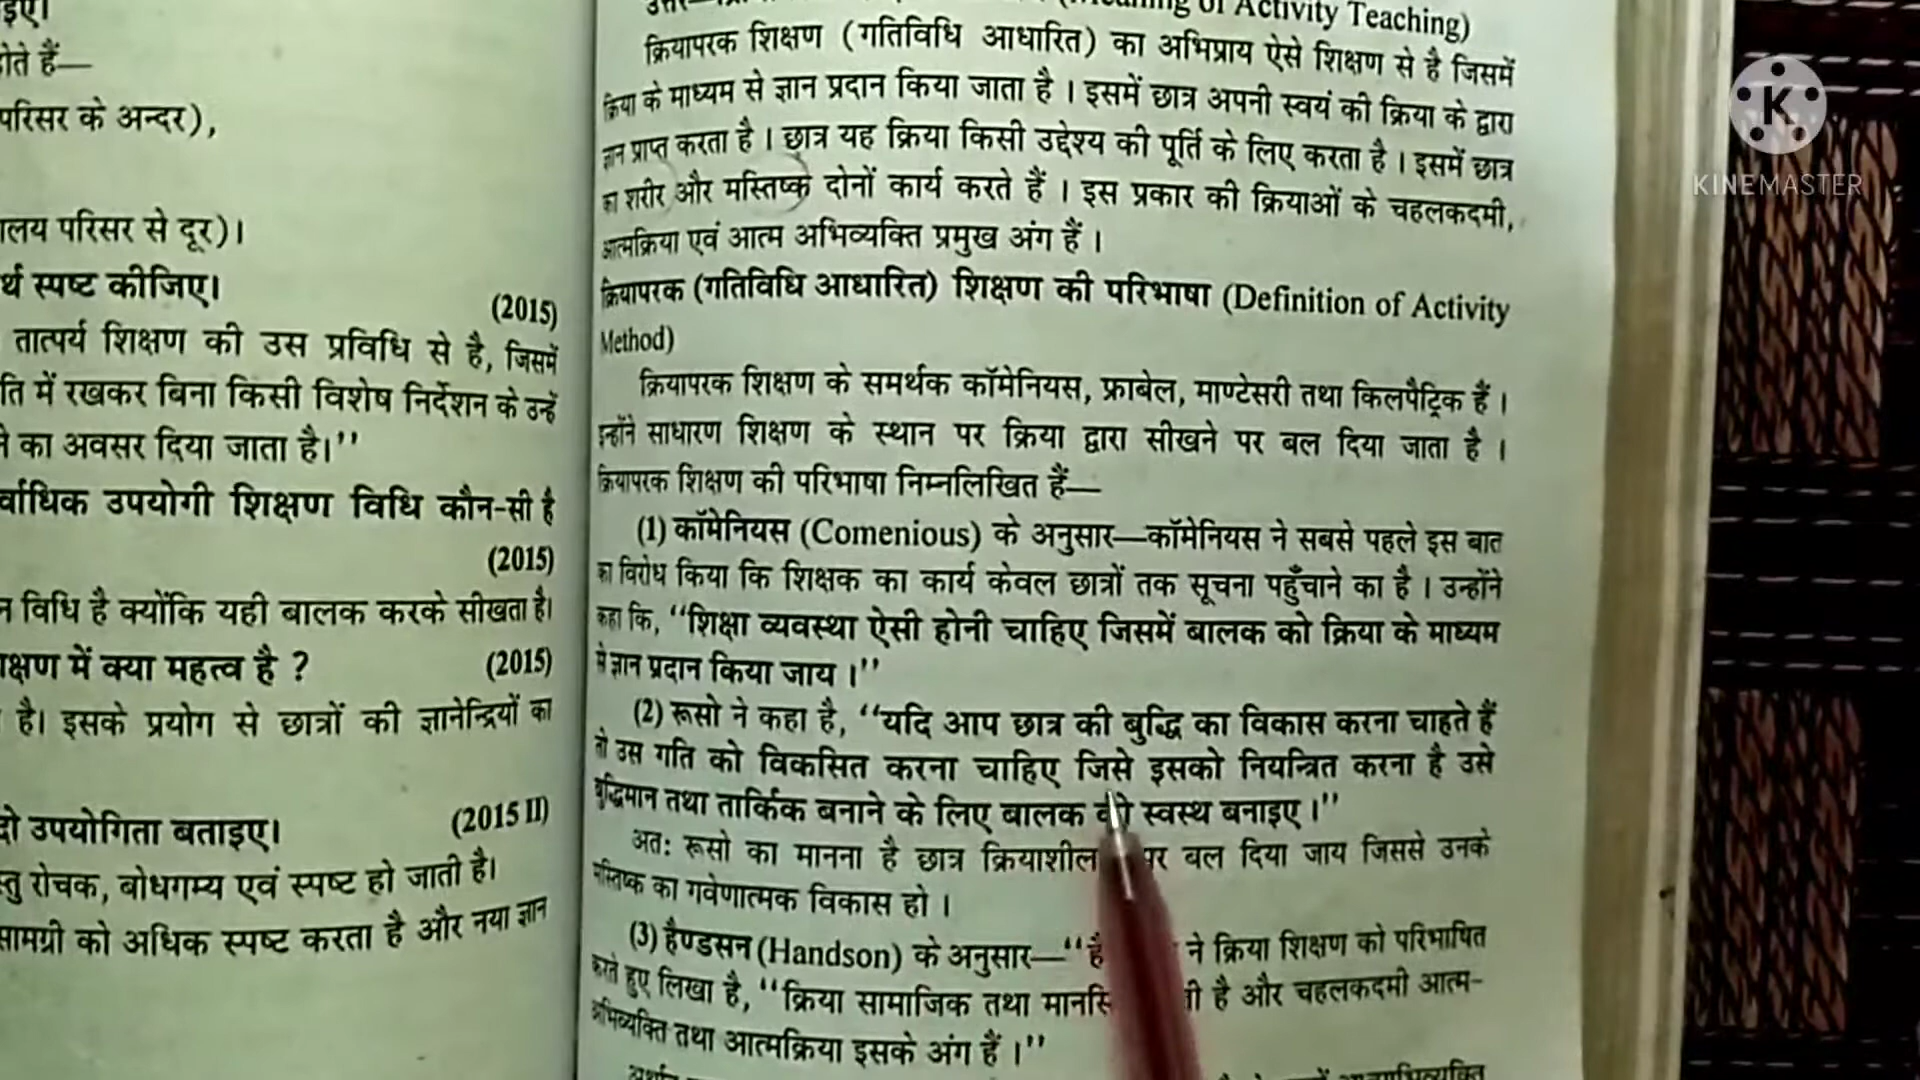 होते हैं—
परिसर के अन्दर),
परिसर से दूर)।
र्थ स्पष्ट कीजिए।
(2015)
तात्पर्य शिक्षण की उस प्रविधि से है, जिसमें
में रखकर बिना किसी विशेष निर्देशन के उन्हें
का अवसर दिया जाता है।’’
उपयोगी शिक्षण विधि कौन-सी है
(2015)
विधि है क्योंकि यही बालक करके सीखता है।
में क्या महत्व है ?
(2015)
है। इसके प्रयोग से छात्रों की ज्ञानेन्द्रियों का
दो उपयोगिता बताइए।
(2015 II)
रोचक, बोधगम्य एवं स्पष्ट हो जाती है।
सामग्री को अधिक स्पष्ट करता है और नया ज्ञान
of Activity Teaching)
क्रियापरक शिक्षण (गतिविधि आधारित) का अभिप्राय ऐसे शिक्षण से है जिसमें
क्रिया के माध्यम से ज्ञान प्रदान किया जाता है । इसमें छात्र अपनी स्वयं की क्रिया के द्वारा
ज्ञान प्राप्त करता है । छात्र यह क्रिया किसी उद्देश्य की पूर्ति के लिए करता है । इसमें छात्र
का शरीर और मस्तिष्क दोनों कार्य करते हैं । इस प्रकार की क्रियाओं के चहलकदमी,
आत्मक्रिया एवं आत्म अभिव्यक्ति प्रमुख अंग हैं ।
क्रियापरक (गतिविधि आधारित) शिक्षण की परिभाषा (Definition of Activity
Method)
क्रियापरक शिक्षण के समर्थक कॉमेनियस, फ्राबेल, माण्टेसरी तथा किलपैट्रिक हैं ।
इन्होंने साधारण शिक्षण के स्थान पर क्रिया द्वारा सीखने पर बल दिया जाता है ।
क्रियापरक शिक्षण की परिभाषा निम्नलिखित हैं—
(1) कॉमेनियस (Comenious) के अनुसार—कॉमेनियस ने सबसे पहले इस बात
का विरोध किया कि शिक्षक का कार्य केवल छात्रों तक सूचना पहुँचाने का है । उन्होंने
कहा कि, ‘‘शिक्षा व्यवस्था ऐसी होनी चाहिए जिसमें बालक को क्रिया के माध्यम
से ज्ञान प्रदान किया जाय ।’’
(2) रूसो ने कहा है, ‘‘यदि आप छात्र की बुद्धि का विकास करना चाहते हैं
तो उस गति को विकसित करना चाहिए जिसे इसको नियन्त्रित करना है उसे
बुद्धिमान तथा तार्किक बनाने के लिए बालक को स्वस्थ बनाइए ।’’
अतः रूसो का मानना है छात्र क्रियाशील पर बल दिया जाय जिससे उनके
मस्तिष्क का गवेणात्मक विकास हो ।
(3) हैण्डसन (Handson) के अनुसार—‘‘ ने क्रिया शिक्षण को परिभाषित
करते हुए लिखा है, ‘‘क्रिया सामाजिक तथा है और चहलकदमी आत्म-
अभिव्यक्ति तथा आत्मक्रिया इसके अंग हैं ।’’
K
KINEMASTER